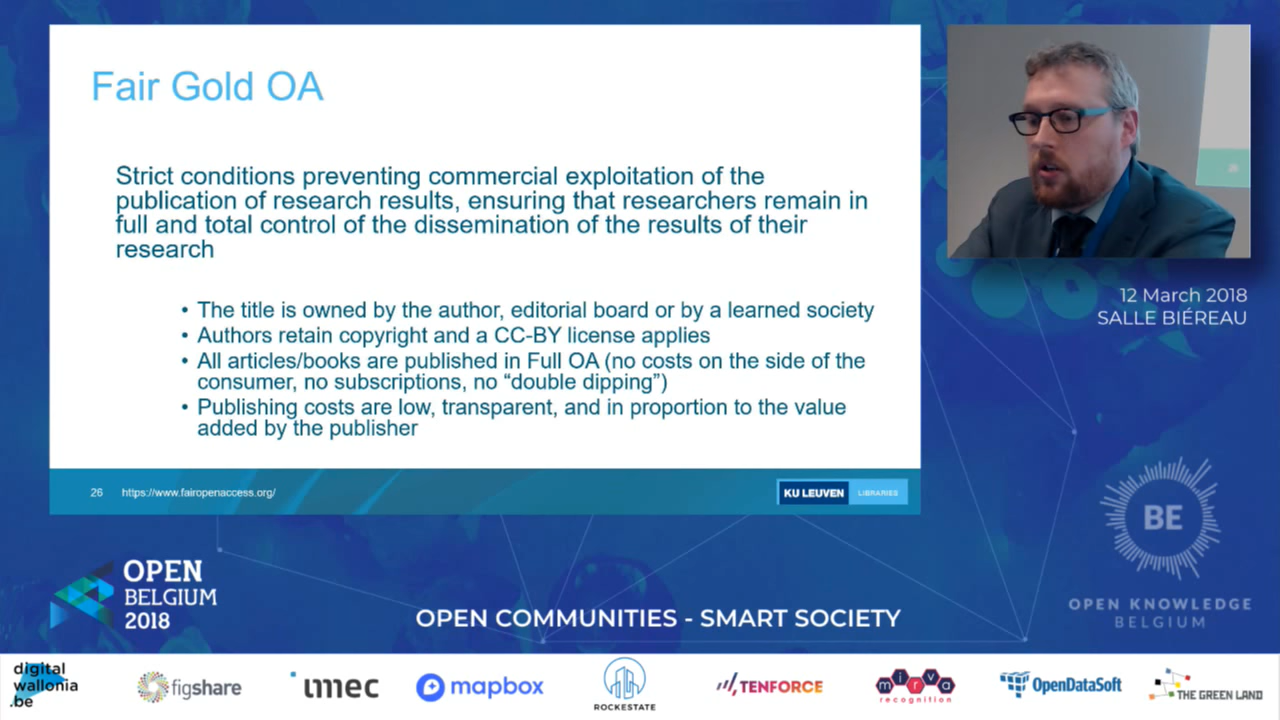 Fair Gold OA
Strict conditions preventing commercial exploitation of the
publication of research results, ensuring that researchers remain in
full and total control of the dissemination of the results of their
research
• The title is owned by the author, editorial board or by a learned society
• Authors retain copyright and a CC-BY license applies
• All articles/books are published in Full OA (no costs on the side of the
consumer, no subscriptions, no “double dipping”)
• Publishing costs are low, transparent, and in proportion to the value
added by the publisher
26 https://www.fairopenaccess.org/
KU LEUVEN LIBRARIES
26
12 March 2018
SALLE BIÉREAU
BE
OPEN KNOWLEDGE
BELGIUM
OPEN
BELGIUM
2018
OPEN COMMUNITIES - SMART SOCIETY
digital
wallonia
.be
figshare
imec
mapbox
ROCKESTATE
TENFORCE
mirva
recognition
OpenDataSoft
THE GREEN LAND